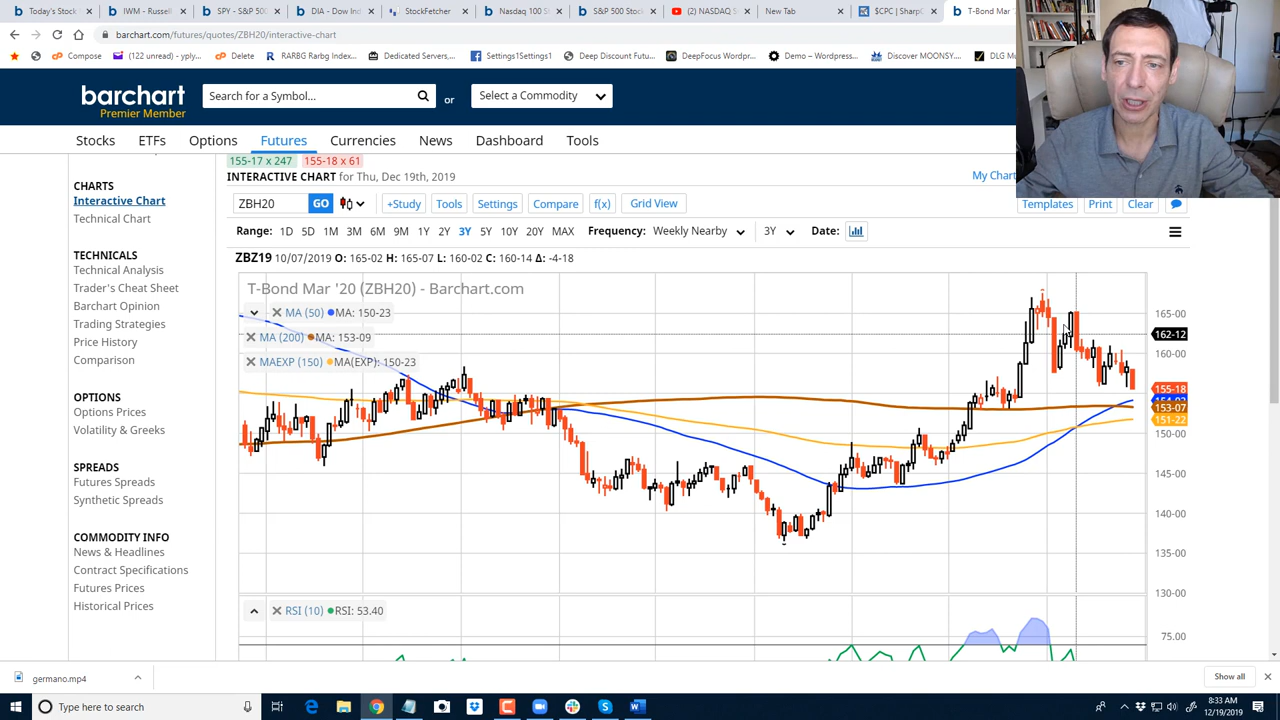 Today's Stock
IWM - Russell
SPY - S&P 500
DIA - Dow Ind
StockFetcher
Nasdaq 100 S
S&P 500 Stoc
(2) NASDAQ S
New Tab
$CPC | SharpC
T-Bond Mar '2
barchart.com/futures/quotes/ZBH20/interactive-chart
Compose
(122 unread) - yply...
Delete
RARBG Rarbg Index...
Dedicated Servers,...
Settings1Settings1
Deep Discount Futu...
DeepFocus Wordpr...
Demo – Wordpress...
Discover MOONSY...
DLG M
barchart
Premier Member
Search for a Symbol...
or
Select a Commodity
Stocks
ETFs
Options
Futures
Currencies
News
Dashboard
Tools
155-17 x 247
155-18 x 61
INTERACTIVE CHART for Thu, Dec 19th, 2019
My Chart
CHARTS
Interactive Chart
Technical Chart
TECHNICALS
Technical Analysis
Trader's Cheat Sheet
Barchart Opinion
Trading Strategies
Price History
Comparison
OPTIONS
Options Prices
Volatility & Greeks
SPREADS
Futures Spreads
Synthetic Spreads
COMMODITY INFO
News & Headlines
Contract Specifications
Futures Prices
Historical Prices
ZBH20
GO
+Study
Tools
Settings
Compare
f(x)
Grid View
Templates
Print
Clear
Range: 1D 5D 1M 3M 6M 9M 1Y 2Y 3Y 5Y 10Y 20Y MAX
Frequency: Weekly Nearby
3Y
Date:
ZBZ19 10/07/2019 O: 165-02 H: 165-07 L: 160-02 C: 160-14 Δ: -4-18
T-Bond Mar '20 (ZBH20) - Barchart.com
MA (50) MA: 150-23
MA (200) MA: 153-09
MAEXP (150) MA(EXP): 150-23
165-00
162-12
160-00
155-18
153-07
151-22
150-00
145-00
140-00
135-00
130-00
RSI (10) RSI: 53.40
75.00
germano.mp4
Show all
Type here to search
8:33 AM
12/19/2019